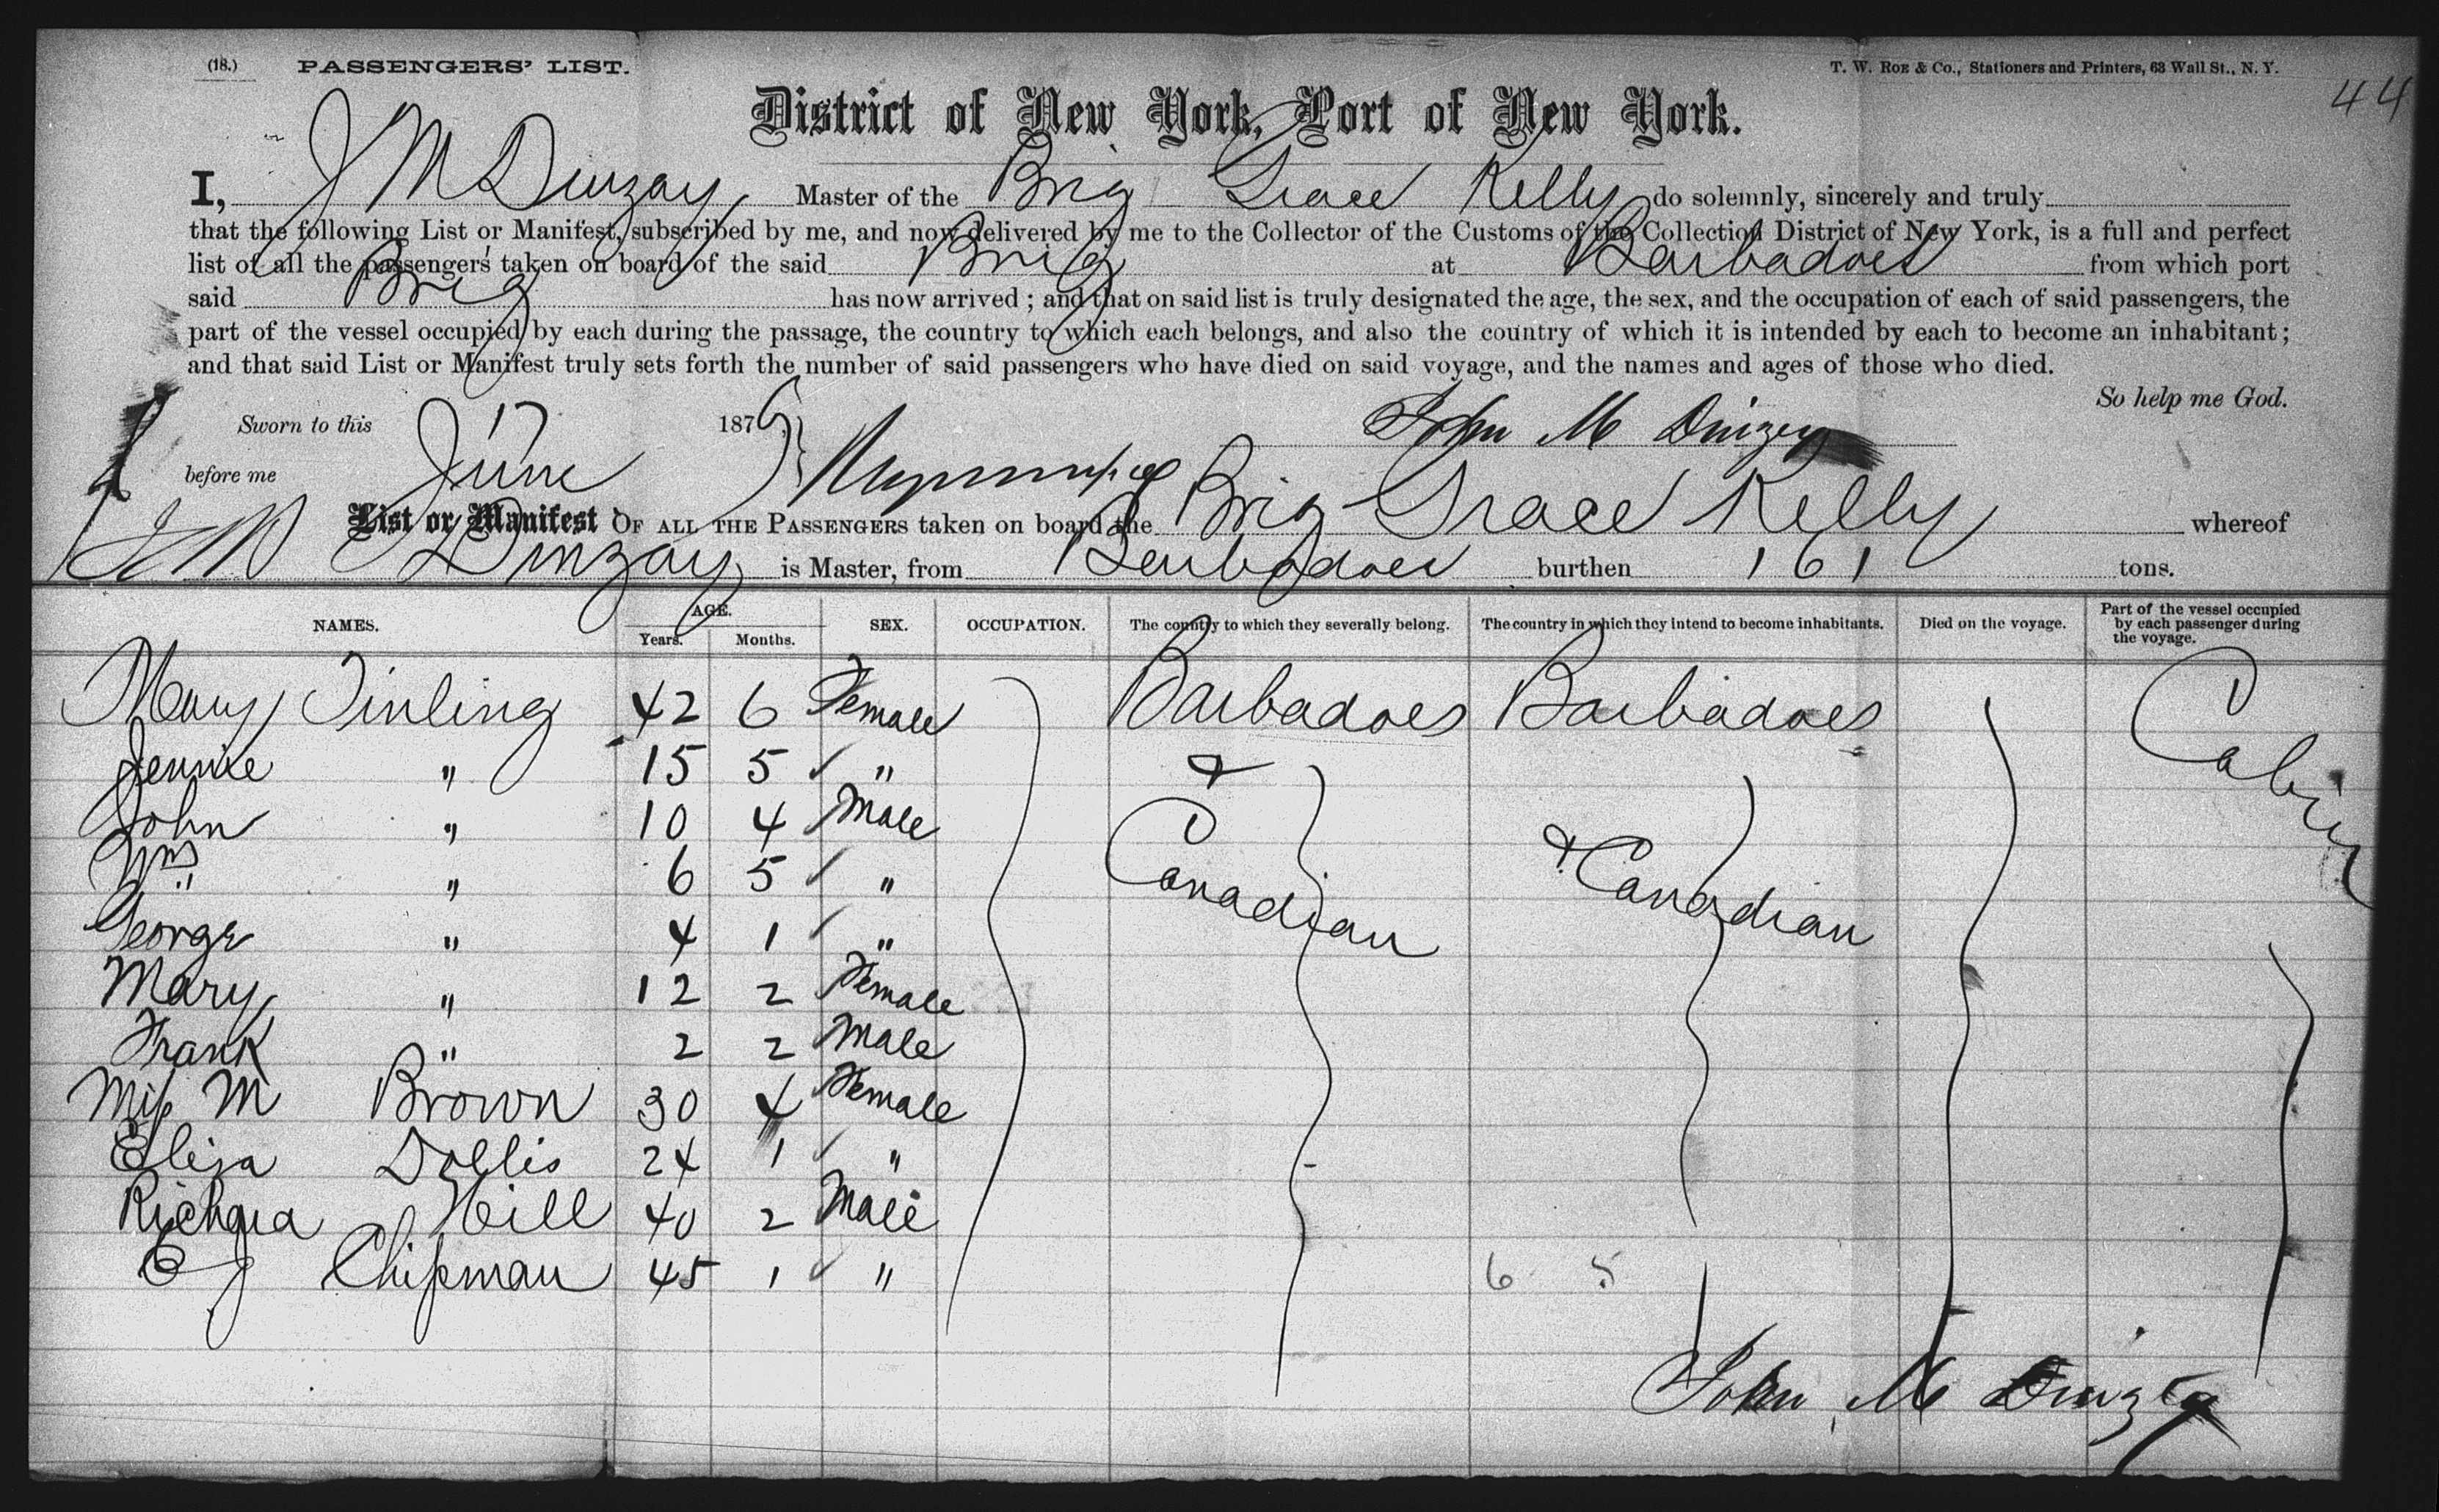 (18.) PASSENGERS' LIST. T. W. ROE & Co., Stationers and Printers, 63 Wall St., N. Y.
44
District of New York, Port of New York.
I, J M Dinzay Master of the Brig Grace Kelly do solemnly, sincerely and truly
that the following List or Manifest, subscribed by me, and now delivered by me to the Collector of the Customs of the Collection District of New York, is a full and perfect
list of all the passengers taken on board of the said Brig at Barbadoes from which port
said Brig has now arrived ; and that on said list is truly designated the age, the sex, and the occupation of each of said passengers, the
part of the vessel occupied by each during the passage, the country to which each belongs, and also the country of which it is intended by each to become an inhabitant ;
and that said List or Manifest truly sets forth the number of said passengers who have died on said voyage, and the names and ages of those who died.
So help me God.
Sworn to this 17 1876 John M Dinzey
before me June
List or Manifest OF ALL THE PASSENGERS taken on board the Brig Grace Kelly whereof
J M Dinzay is Master, from Barbadoes burthen 161 tons.
NAMES. AGE. Years. Months. SEX. OCCUPATION. The country to which they severally belong. The country in which they intend to become inhabitants. Died on the voyage. Part of the vessel occupied by each passenger during the voyage.
Mary Tinling 42 6 Female Barbadoes Barbadoes Cabin
Jennie " 15 5 " &
John " 10 4 Male
Wm " 6 5 " Canadian & Canadian
George " 4 1 "
Mary " 12 2 Female
Frank " 2 2 Male
Miss M Brown 30 4 Female
Eliza Dollis 24 1 "
Richard Hill 40 2 Male
E J Chipman 45 1 " 6 5
John M Dinzey